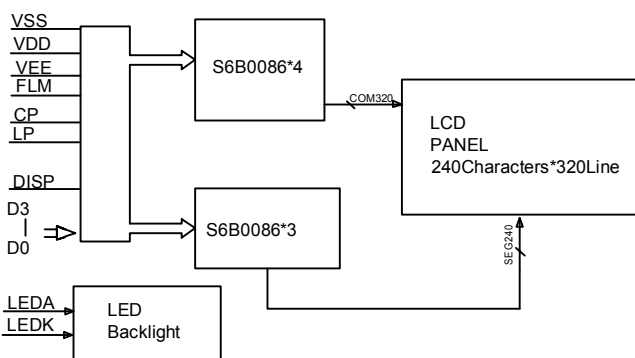 VSS
VDD
VEE
FLM
CP
LP
DISP
D3
D0
S6B0086*4
COM320
LCD
PANEL
240Characters*320Line
S6B0086*3
SEG240
LEDA
LEDK
LED
Backlight